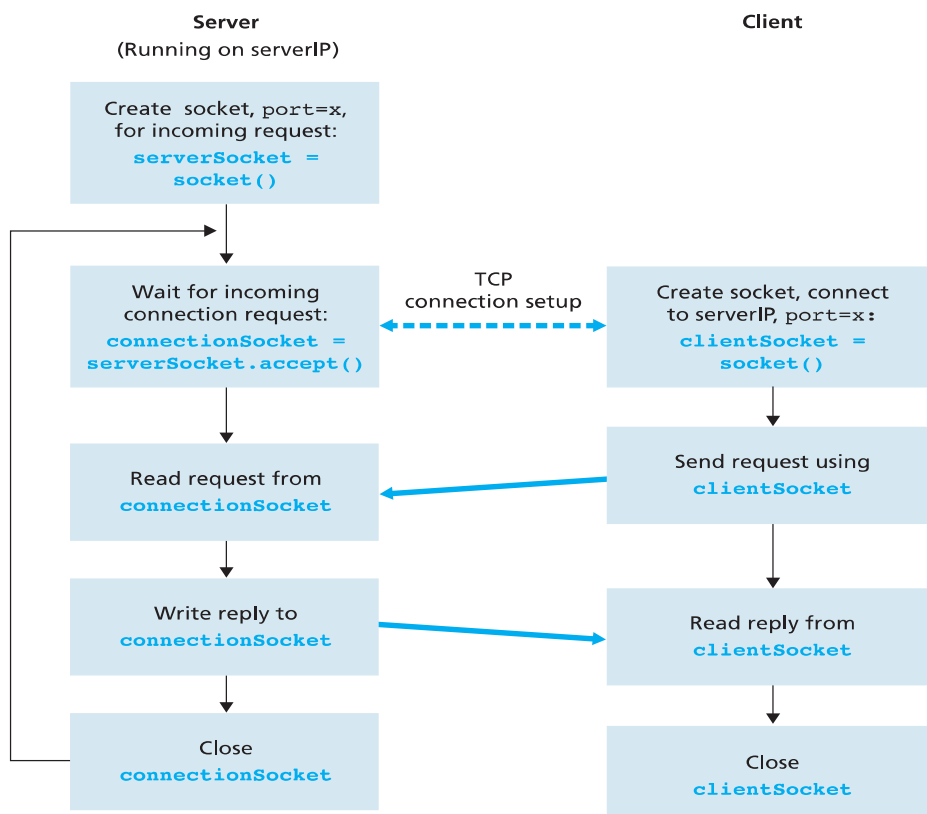 Server
(Running on serverIP)
Client
Create socket, port=x,
for incoming request:
serverSocket =
socket()
Wait for incoming
connection request:
connectionSocket =
serverSocket.accept()
TCP
connection setup
Create socket, connect
to serverIP, port=x:
clientSocket =
socket()
Read request from
connectionSocket
Send request using
clientSocket
Write reply to
connectionSocket
Read reply from
clientSocket
Close
connectionSocket
Close
clientSocket